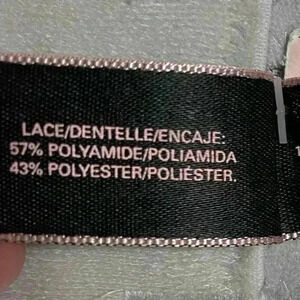 LACE/DENTELLE/ENCAJE:
57% POLYAMIDE/POLIAMIDA
43% POLYESTER/POLIÉSTER.